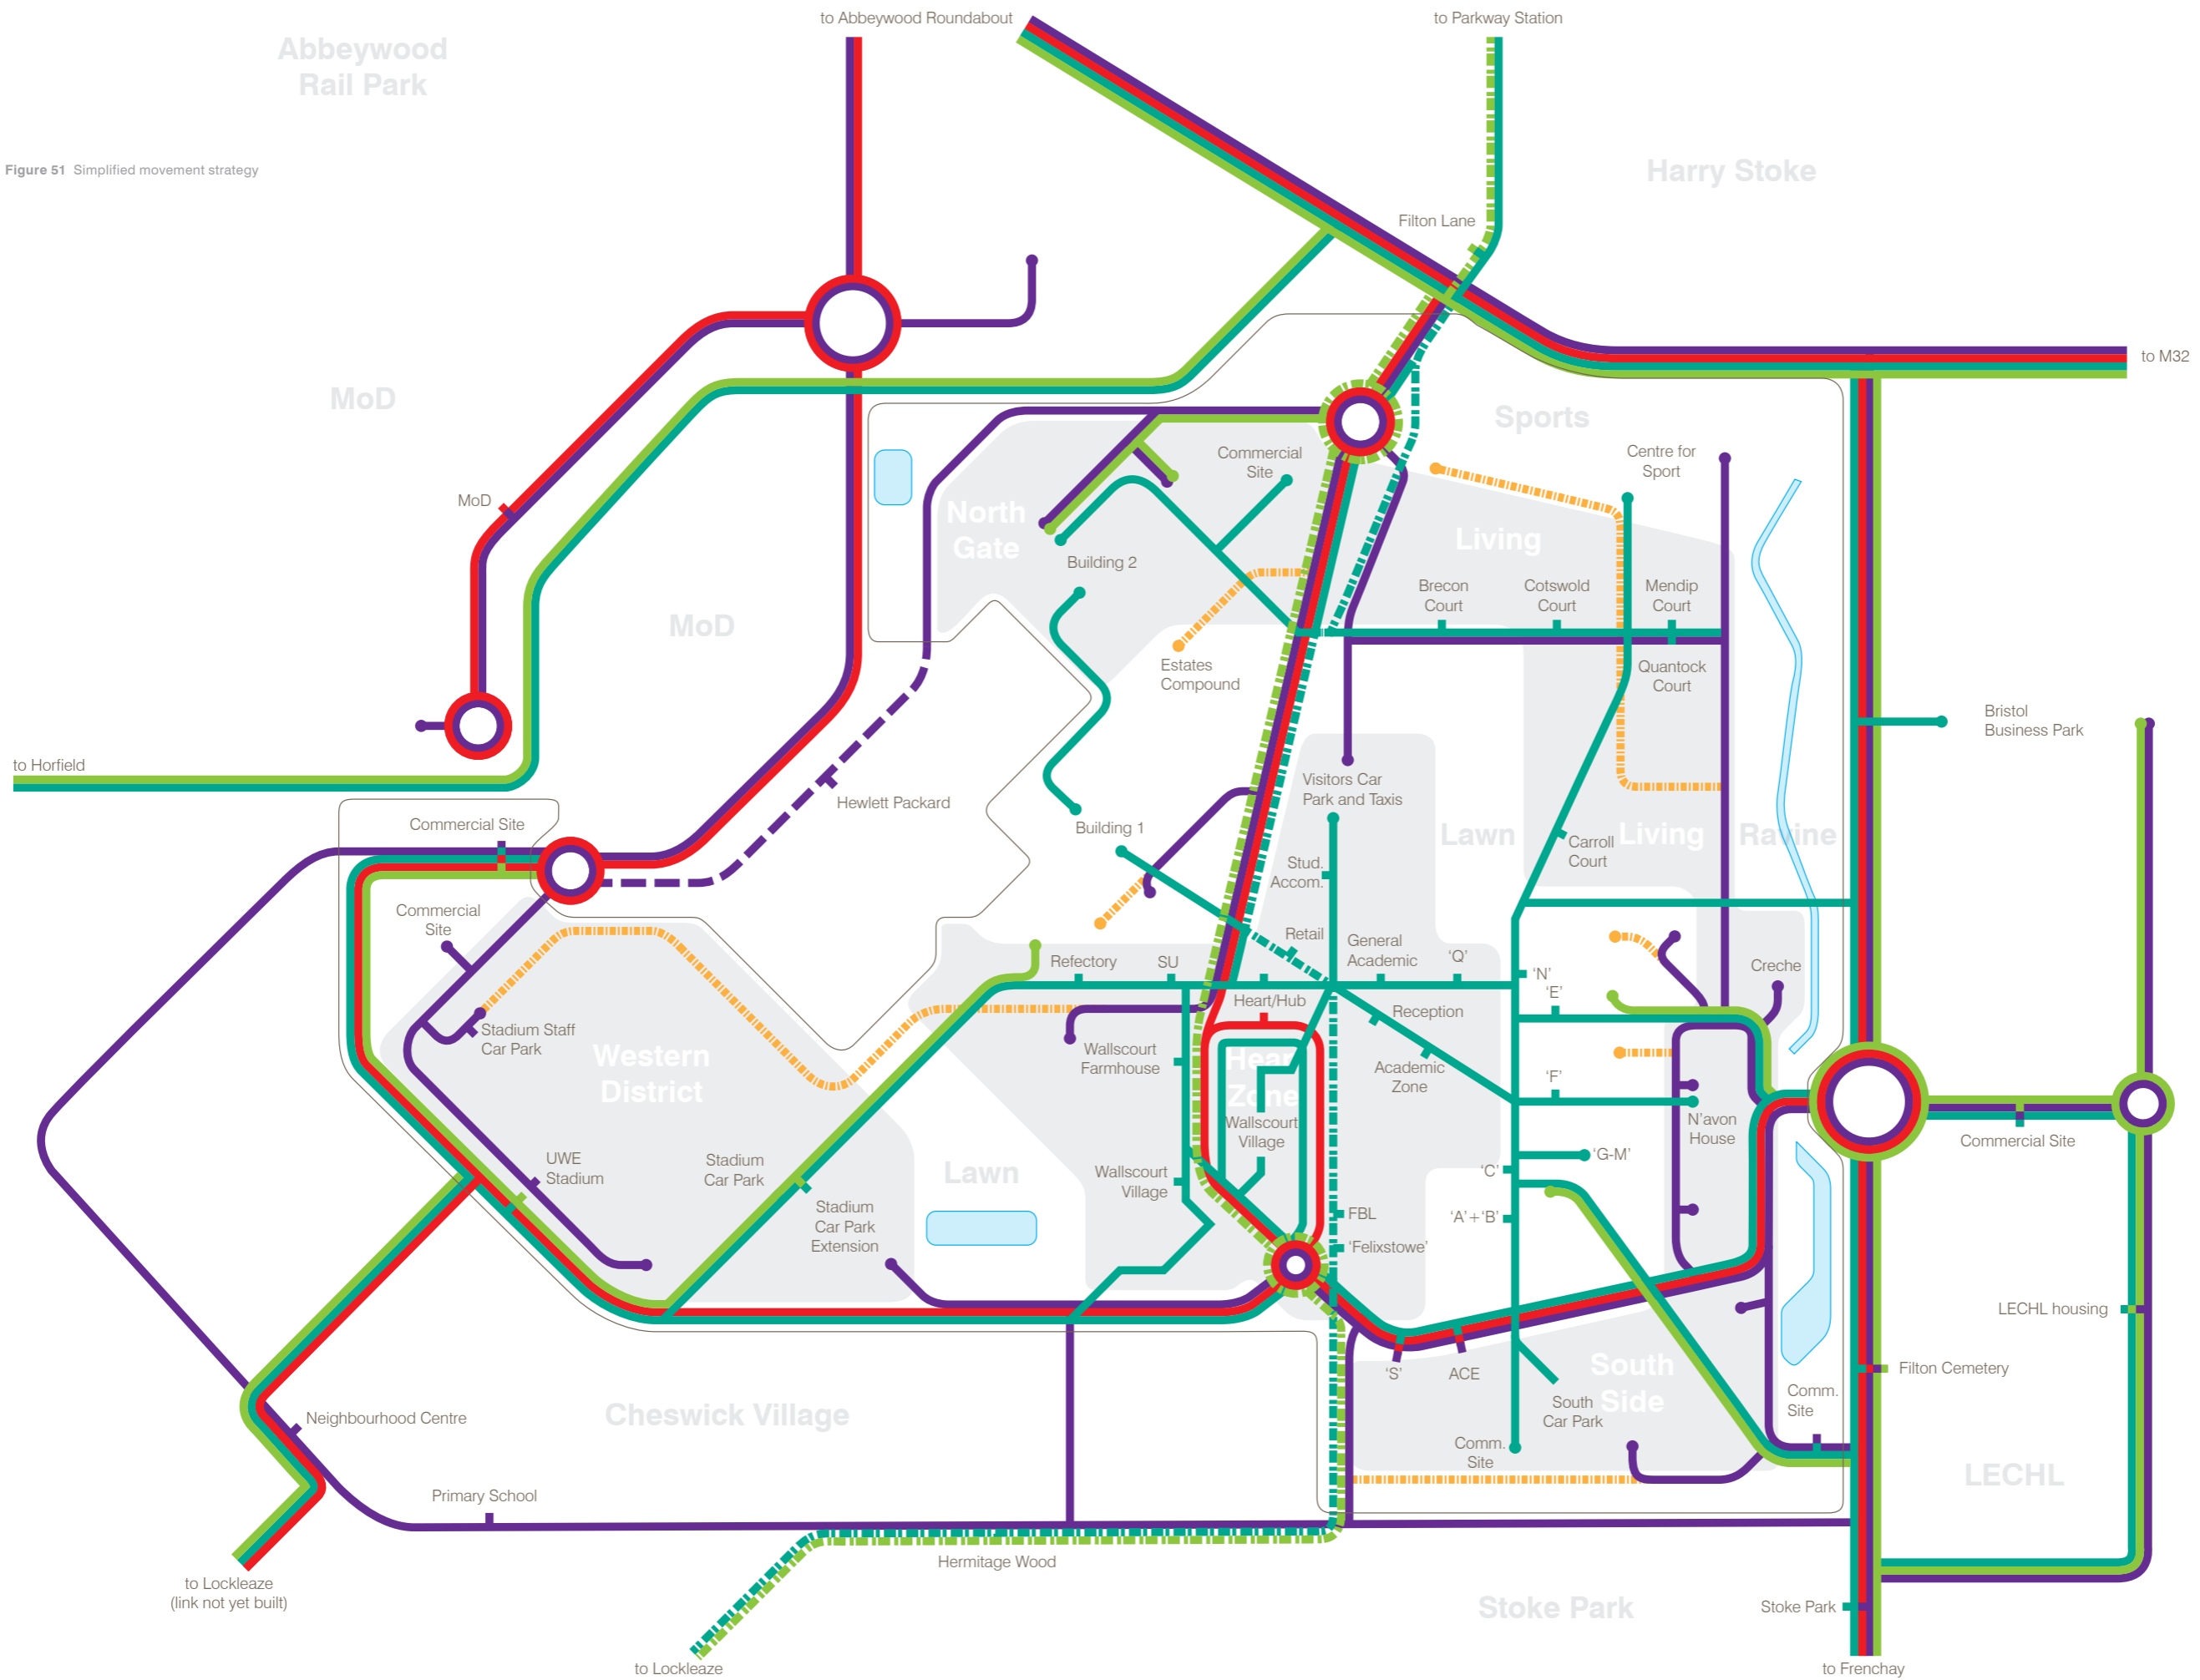 to Abbeywood Roundabout
to Parkway Station
Abbeywood
Rail Park
Figure 51 Simplified movement strategy
Harry Stoke
Filton Lane
to M32
MoD
Sports
Commercial
Site
Centre for
Sport
MoD
North
Gate
Living
Building 2
Brecon
Court
Cotswold
Court
Mendip
Court
MoD
Estates
Compound
Quantock
Court
Bristol
Business Park
to Horfield
Hewlett Packard
Visitors Car
Park and Taxis
Commercial Site
Building 1
Lawn
Carroll
Court
Living
Ravine
Stud.
Accom.
Commercial
Site
Retail
General
Academic
'Q'
Refectory
SU
'N'
Creche
'E'
Heart/Hub
Reception
Stadium Staff
Car Park
Western
District
Wallscourt
Farmhouse
Heart
Zone
Academic
Zone
'F'
N'avon
House
Wallscourt
Village
Commercial Site
UWE
Stadium
Stadium
Car Park
Lawn
Wallscourt
Village
'C'
'G-M'
Stadium
Car Park
Extension
FBL
'A'+'B'
'Felixstowe'
LECHL housing
'S'
ACE
South
Side
Filton Cemetery
South
Car Park
Comm.
Site
Neighbourhood Centre
Cheswick Village
Comm.
Site
LECHL
Primary School
Hermitage Wood
to Lockleaze
(link not yet built)
Stoke Park
Stoke Park
to Lockleaze
to Frenchay